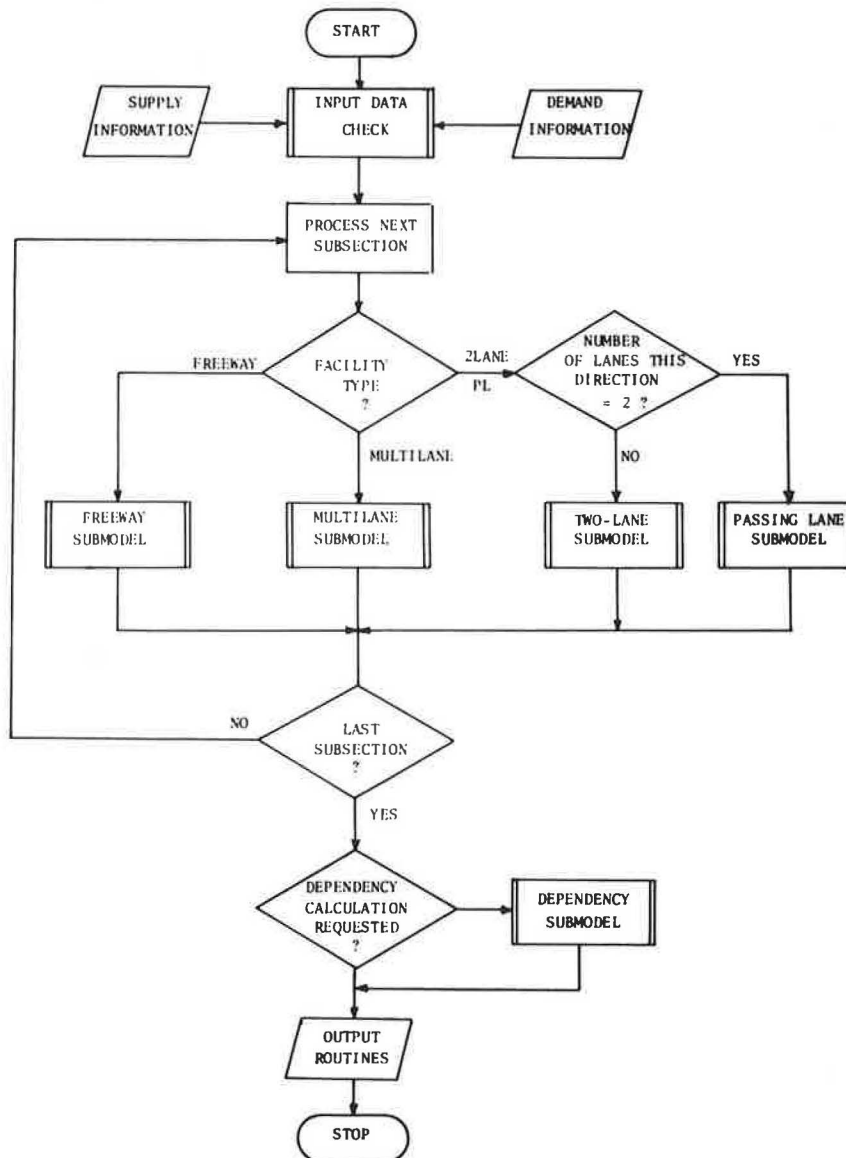 START
SUPPLY
INFORMATION
INPUT DATA
CHECK
DEMAND
INFORMATION
PROCESS NEXT
SUBSECTION
FREEWAY
FACILITY
TYPE
?
2LANE
PL
NUMBER
OF LANES THIS
DIRECTION
= 2 ?
YES
MULTILANE
NO
FREEWAY
SUBMODEL
MULTILANE
SUBMODEL
TWO-LANE
SUBMODEL
PASSING LANE
SUBMODEL
NO
LAST
SUBSECTION
?
YES
DEPENDENCY
CALCULATION
REQUESTED
?
DEPENDENCY
SUBMODEL
OUTPUT
ROUTINES
STOP